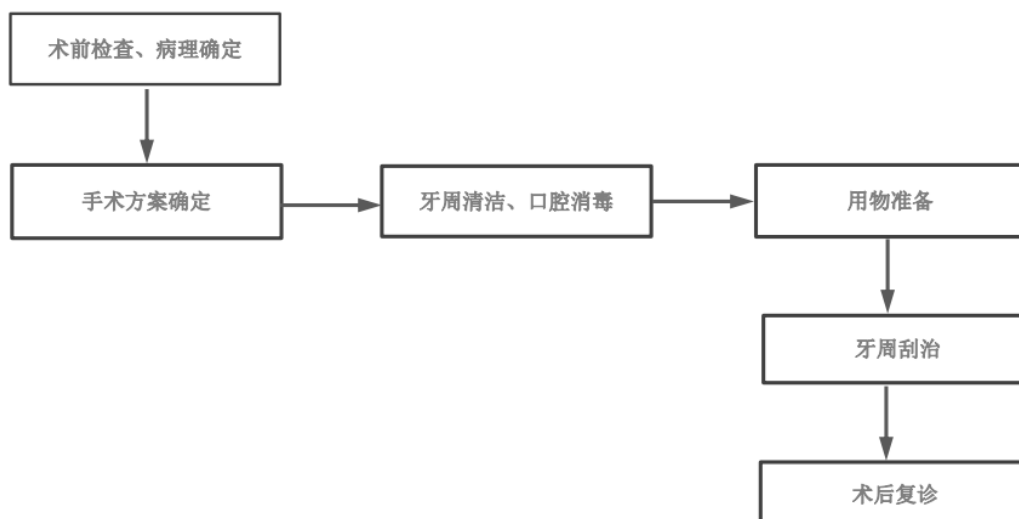 术前检查、病理确定
手术方案确定
牙周清洁、口腔消毒
用物准备
牙周刮治
术后复诊